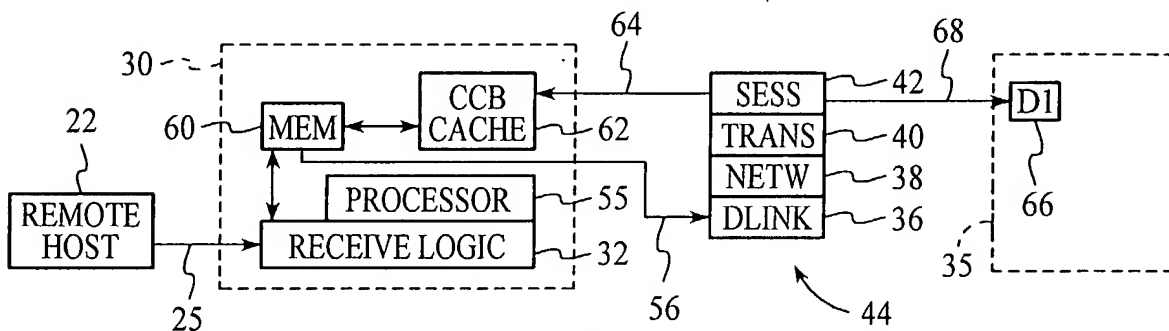 64
68
30
42
SESS
CCB
CACHE
62
D1
60
MEM
TRANS
40
66
22
NETW
38
PROCESSOR
55
REMOTE
HOST
RECEIVE LOGIC
32
DLINK
36
35
25
56
44